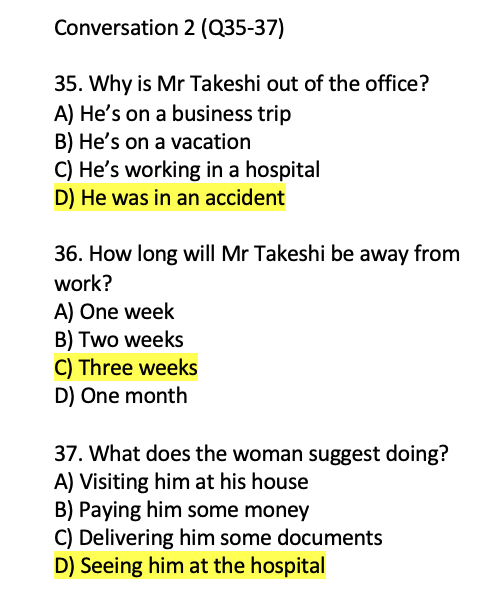 Conversation 2 (Q35-37)
35. Why is Mr Takeshi out of the office?
A) He’s on a business trip
B) He’s on a vacation
C) He’s working in a hospital
D) He was in an accident
36. How long will Mr Takeshi be away from
work?
A) One week
B) Two weeks
C) Three weeks
D) One month
37. What does the woman suggest doing?
A) Visiting him at his house
B) Paying him some money
C) Delivering him some documents
D) Seeing him at the hospital